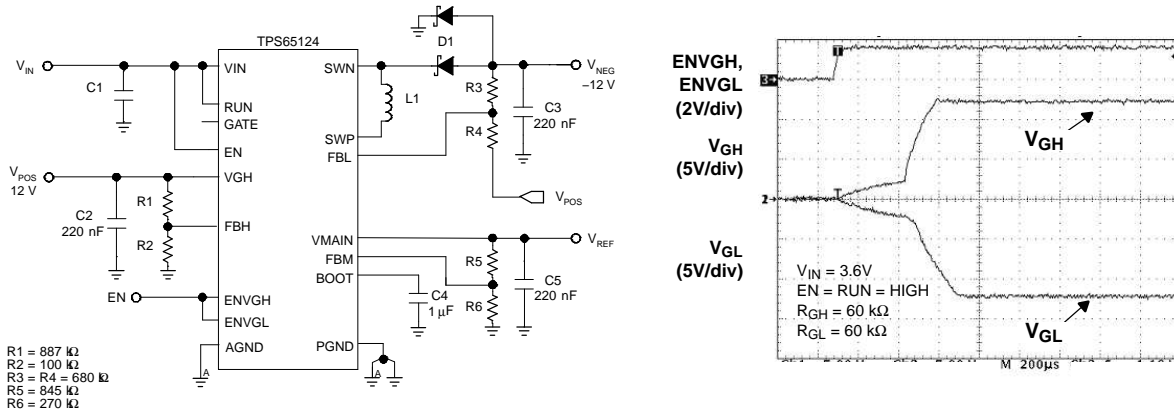 TPS65124
V_IN
C1
VIN
RUN
GATE
EN
V_POS
12 V
C2
220 nF
R1
R2
VGH
FBH
EN
ENVGH
ENVGL
AGND
A
SWN
SWP
FBL
VMAIN
FBM
BOOT
PGND
A
D1
L1
R3
R4
C3
220 nF
V_NEG
–12 V
V_POS
V_REF
R5
R6
C4
1 µF
C5
220 nF
R1 = 887 kΩ
R2 = 100 kΩ
R3 = R4 = 680 kΩ
R5 = 845 kΩ
R6 = 270 kΩ
ENVGH,
ENVGL
(2V/div)
V_GH
(5V/div)
V_GL
(5V/div)
T
3
T
2
V_GH
V_IN = 3.6V
EN = RUN = HIGH
R_GH = 60 kΩ
R_GL = 60 kΩ
V_GL
M 200µs